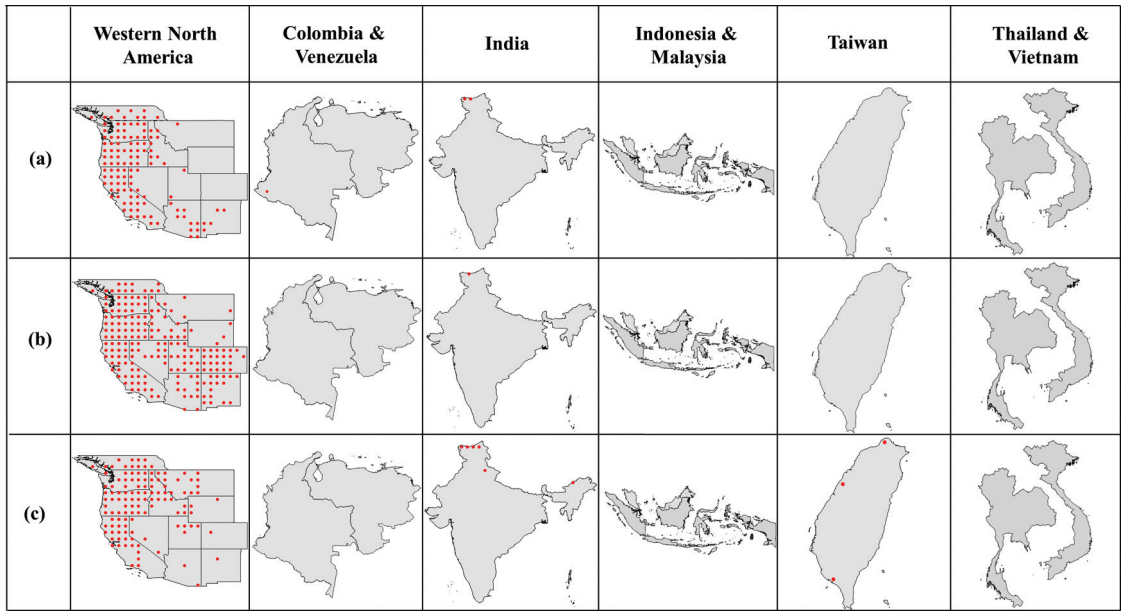 Western North
America
Colombia &
Venezuela
India
Indonesia &
Malaysia
Taiwan
Thailand &
Vietnam
(a)
(b)
(c)